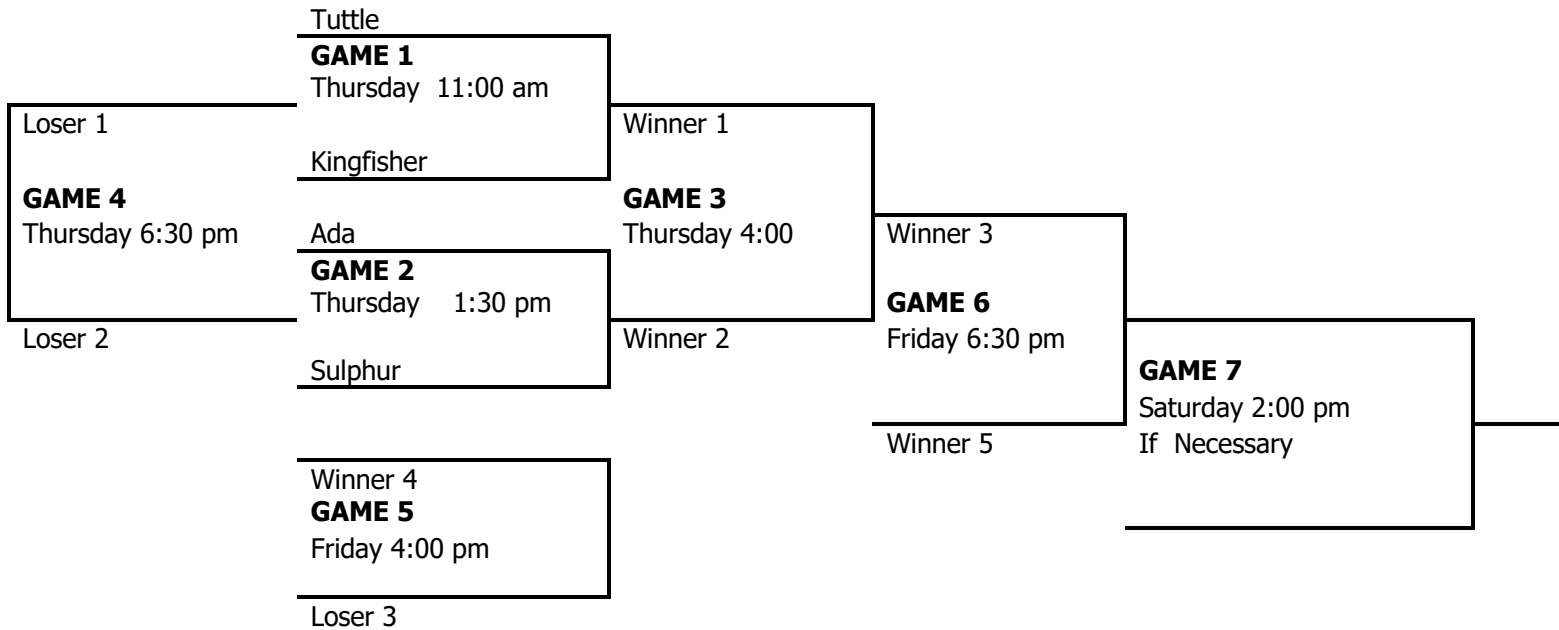 Tuttle
GAME 1
Thursday 11:00 am
Loser 1
Winner 1
Kingfisher
GAME 4
GAME 3
Thursday 6:30 pm
Ada
Thursday 4:00
Winner 3
GAME 2
Thursday 1:30 pm
GAME 6
Loser 2
Winner 2
Friday 6:30 pm
Sulphur
GAME 7
Saturday 2:00 pm
Winner 5
If Necessary
Winner 4
GAME 5
Friday 4:00 pm
Loser 3